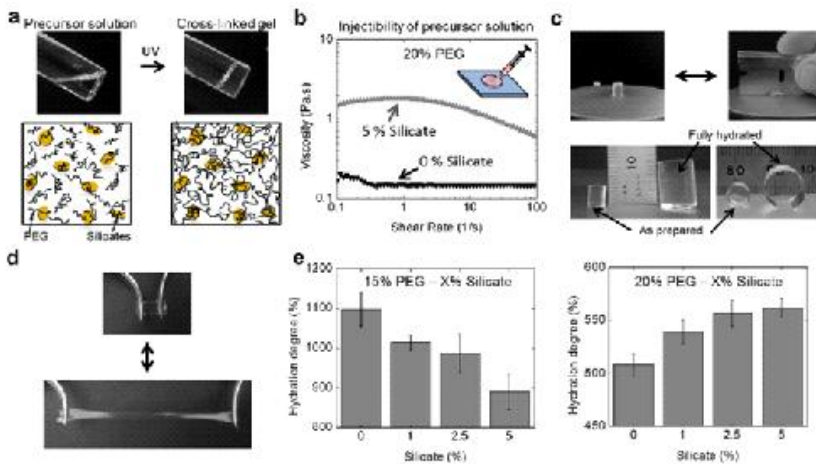 a
Precursor solution
Cross-linked gel
UV
PEG
Silicates
b
Injectibility of precursor solution
20% PEG
5 % Silicate
0 % Silicate
Viscosity (Pa.s)
10
1
0.1
0.1
1
10
100
Shear Rate (1/s)
c
Fully hydrated
As prepared
d
e
15% PEG – X% Silicate
Hydration degree (%)
1200
1100
1000
900
800
0
1
2.5
5
Silicate (%)
20% PEG – X% Silicate
Hydration degree (%)
600
550
500
450
0
1
2.5
5
Silicate (%)